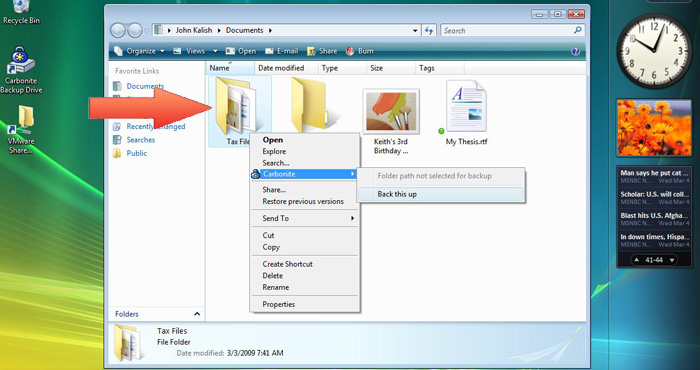 Recycle Bin
Carbonite
Backup Drive
VMware
Share...
John Kalish
Documents
Search
Organize
Views
Open
E-mail
Share
Burn
Favorite Links
Documents
Recently Changed
Searches
Public
Folders
Name
Date modified
Type
Size
Tags
Tax Files
Keith's 3rd
Birthday ...
My Thesis.rtf
Open
Explore
Search...
Carbonite
Share...
Restore previous versions
Send To
Cut
Copy
Create Shortcut
Delete
Rename
Properties
Folder path not selected for backup
Back this up
Tax Files
File Folder
Date modified: 3/3/2009 7:41 AM
Man says he put cat ...
MSNBC N... Wed Mar 4
Scholar: U.S. will coll...
MSNBC N... Wed Mar 4
Blast hits U.S. Afgha...
MSNBC N... Wed Mar 4
In down times, Hispa...
MSNBC N... Wed Mar 4
41-44